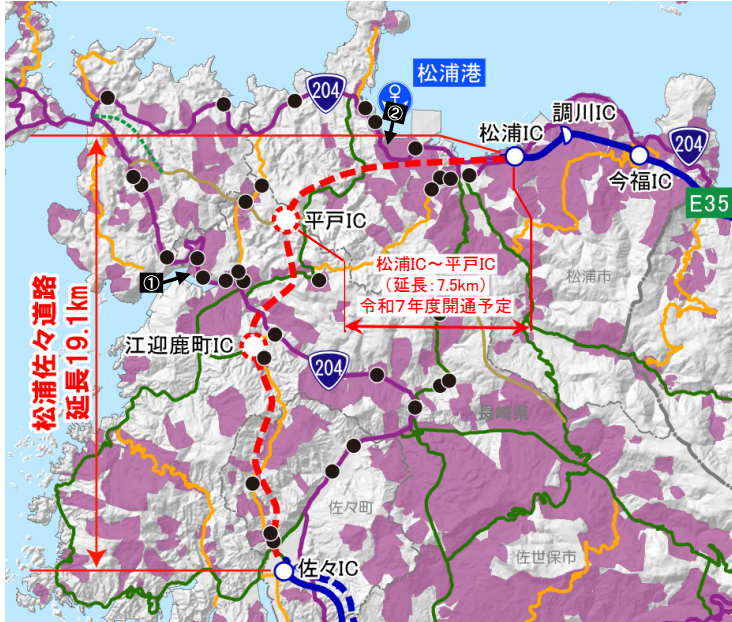 204
松浦港
②
調川IC
松浦IC
204
今福IC
E35
平戸IC
松浦IC～平戸IC
(延長：7.5km)
令和7年度開通予定
松浦市
①
松浦佐々道路
延長19.1km
江迎鹿町IC
204
長崎県
佐々町
佐世保市
佐々IC